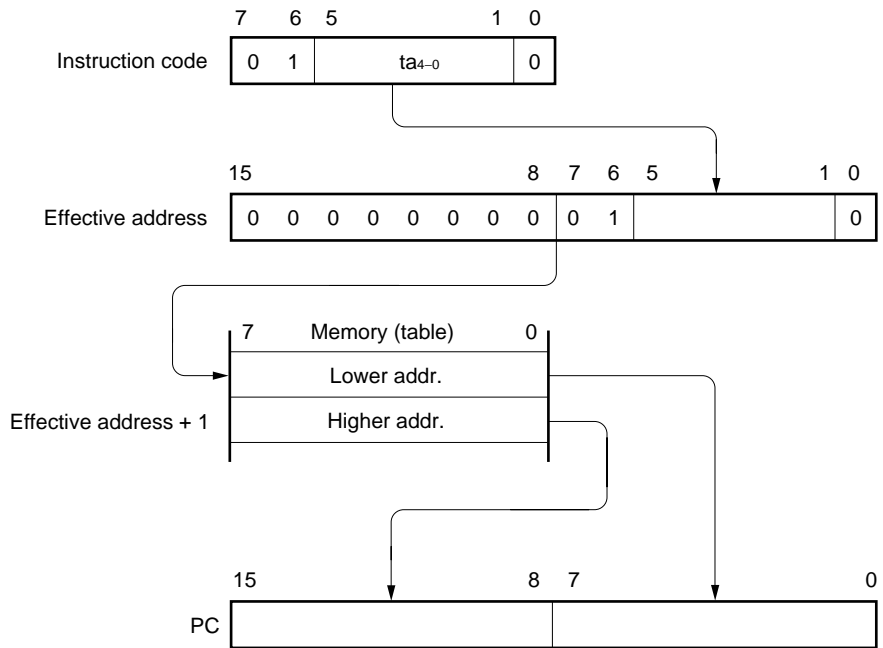 7 6 5 1 0
Instruction code 0 1 ta4–0 0
15 8 7 6 5 1 0
Effective address 0 0 0 0 0 0 0 0 0 1 0
7 Memory (table) 0
Lower addr.
Effective address + 1 Higher addr.
15 8 7 0
PC